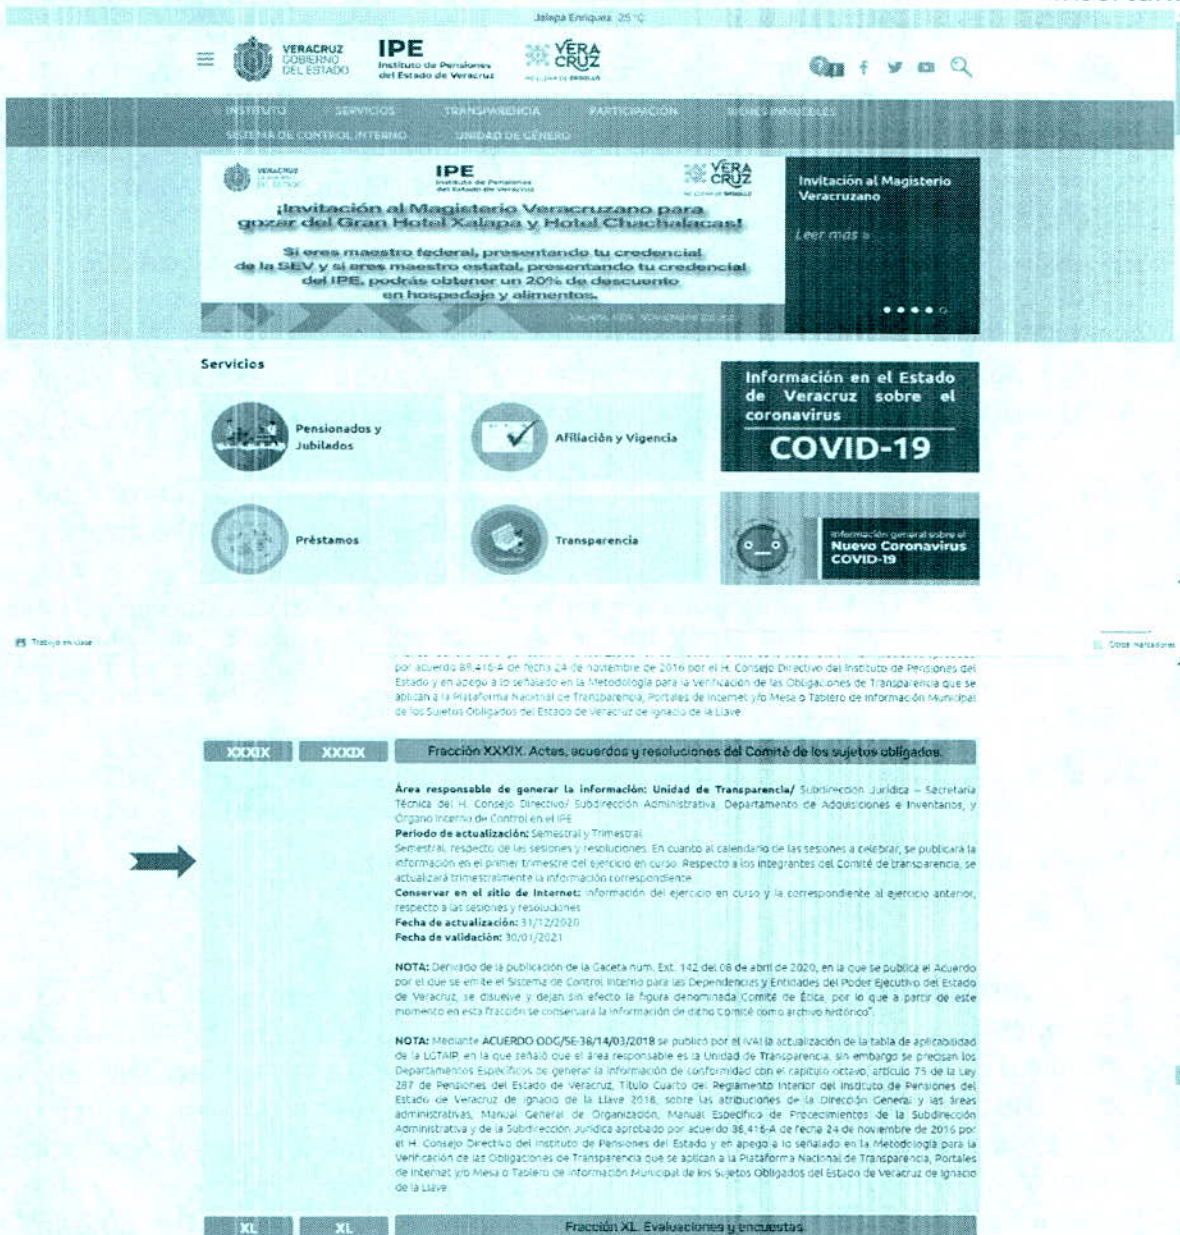 Jalapa Enríquez 25 °C
VERACRUZ
GOBIERNO
DEL ESTADO
IPE
Instituto de Pensiones
del Estado de Veracruz
VERA
CRUZ
INSTITUTO SERVICIOS TRANSPARENCIA PARTICIPACIÓN BIENES INMUEBLES
SISTEMA DE CONTROL INTERNO UNIDAD DE GÉNERO
VERACRUZ
IPE
Instituto de Pensiones
del Estado de Veracruz
VERA
CRUZ
¡Invitación al Magisterio Veracruzano para
gozar del Gran Hotel Xalapa y Hotel Chachalacas!
Si eres maestro federal, presentando tu credencial
de la SEV y si eres maestro estatal, presentando tu credencial
del IPE, podrás obtener un 20% de descuento
en hospedaje y alimentos.
Invitación al Magisterio
Veracruzano
Leer mas »
Servicios
Pensionados y
Jubilados
Afiliación y Vigencia
Información en el Estado
de Veracruz sobre el
coronavirus
COVID-19
Préstamos
Transparencia
Información general sobre el
Nuevo Coronavirus
COVID-19
Trabajo en clase
Otros marcadores
por acuerdo 89,416-A de fecha 24 de noviembre de 2016 por el H. Consejo Directivo del Instituto de Pensiones del
Estado y en apego a lo señalado en la Metodología para la Verificación de las Obligaciones de Transparencia que se
aplican a la Plataforma Nacional de Transparencia, Portales de Internet y/o Mesa o Tablero de Información Municipal
de los Sujetos Obligados del Estado de Veracruz de Ignacio de la Llave
XXXIX XXXIX Fracción XXXIX. Actas, acuerdos y resoluciones del Comité de los sujetos obligados.
Área responsable de generar la información: Unidad de Transparencia/ Subdirección Jurídica – Secretaría
Técnica del H. Consejo Directivo/ Subdirección Administrativa, Departamento de Adquisiciones e Inventarios, y
Órgano Interno de Control en el IPE
Periodo de actualización: Semestral y Trimestral
Semestral, respecto de las sesiones y resoluciones. En cuanto al calendario de las sesiones a celebrar, se publicará la
información en el primer trimestre del ejercicio en curso. Respecto a los integrantes del Comité de transparencia, se
actualizará trimestralmente la información correspondiente
Conservar en el sitio de Internet: Información del ejercicio en curso y la correspondiente al ejercicio anterior,
respecto a las sesiones y resoluciones
Fecha de actualización: 31/12/2020
Fecha de validación: 30/01/2021
NOTA: Derivado de la publicación de la Gaceta num. Ext. 142 del 08 de abril de 2020, en la que se publica el Acuerdo
por el que se emite el Sistema de Control Interno para las Dependencias y Entidades del Poder Ejecutivo del Estado
de Veracruz, se disuelve y dejan sin efecto la figura denominada Comité de Ética, por lo que a partir de este
momento en esta fracción se conservará la información de dicho Comité como archivo histórico".
NOTA: Mediante ACUERDO ODG/SE-38/14/03/2018 se publicó por el IVAI la actualización de la tabla de aplicabilidad
de la LGTAIP, en la que señaló que el área responsable es la Unidad de Transparencia, sin embargo se precisan los
Departamentos Específicos de generar la información de conformidad con el capítulo octavo, artículo 75 de la Ley
287 de Pensiones del Estado de Veracruz, Título Cuarto del Reglamento Interior del Instituto de Pensiones del
Estado de Veracruz de Ignacio de la Llave 2016, sobre las atribuciones de la Dirección General y las áreas
administrativas, Manual General de Organización, Manual Específico de Procedimientos de la Subdirección
Administrativa y de la Subdirección Jurídica aprobado por acuerdo 88,416-A de fecha 24 de noviembre de 2016 por
el H. Consejo Directivo del Instituto de Pensiones del Estado y en apego a lo señalado en la Metodología para la
Verificación de las Obligaciones de Transparencia que se aplican a la Plataforma Nacional de Transparencia, Portales
de Internet y/o Mesa o Tablero de Información Municipal de los Sujetos Obligados del Estado de Veracruz de Ignacio
de la Llave
XL XL Fracción XL. Evaluaciones y encuestas